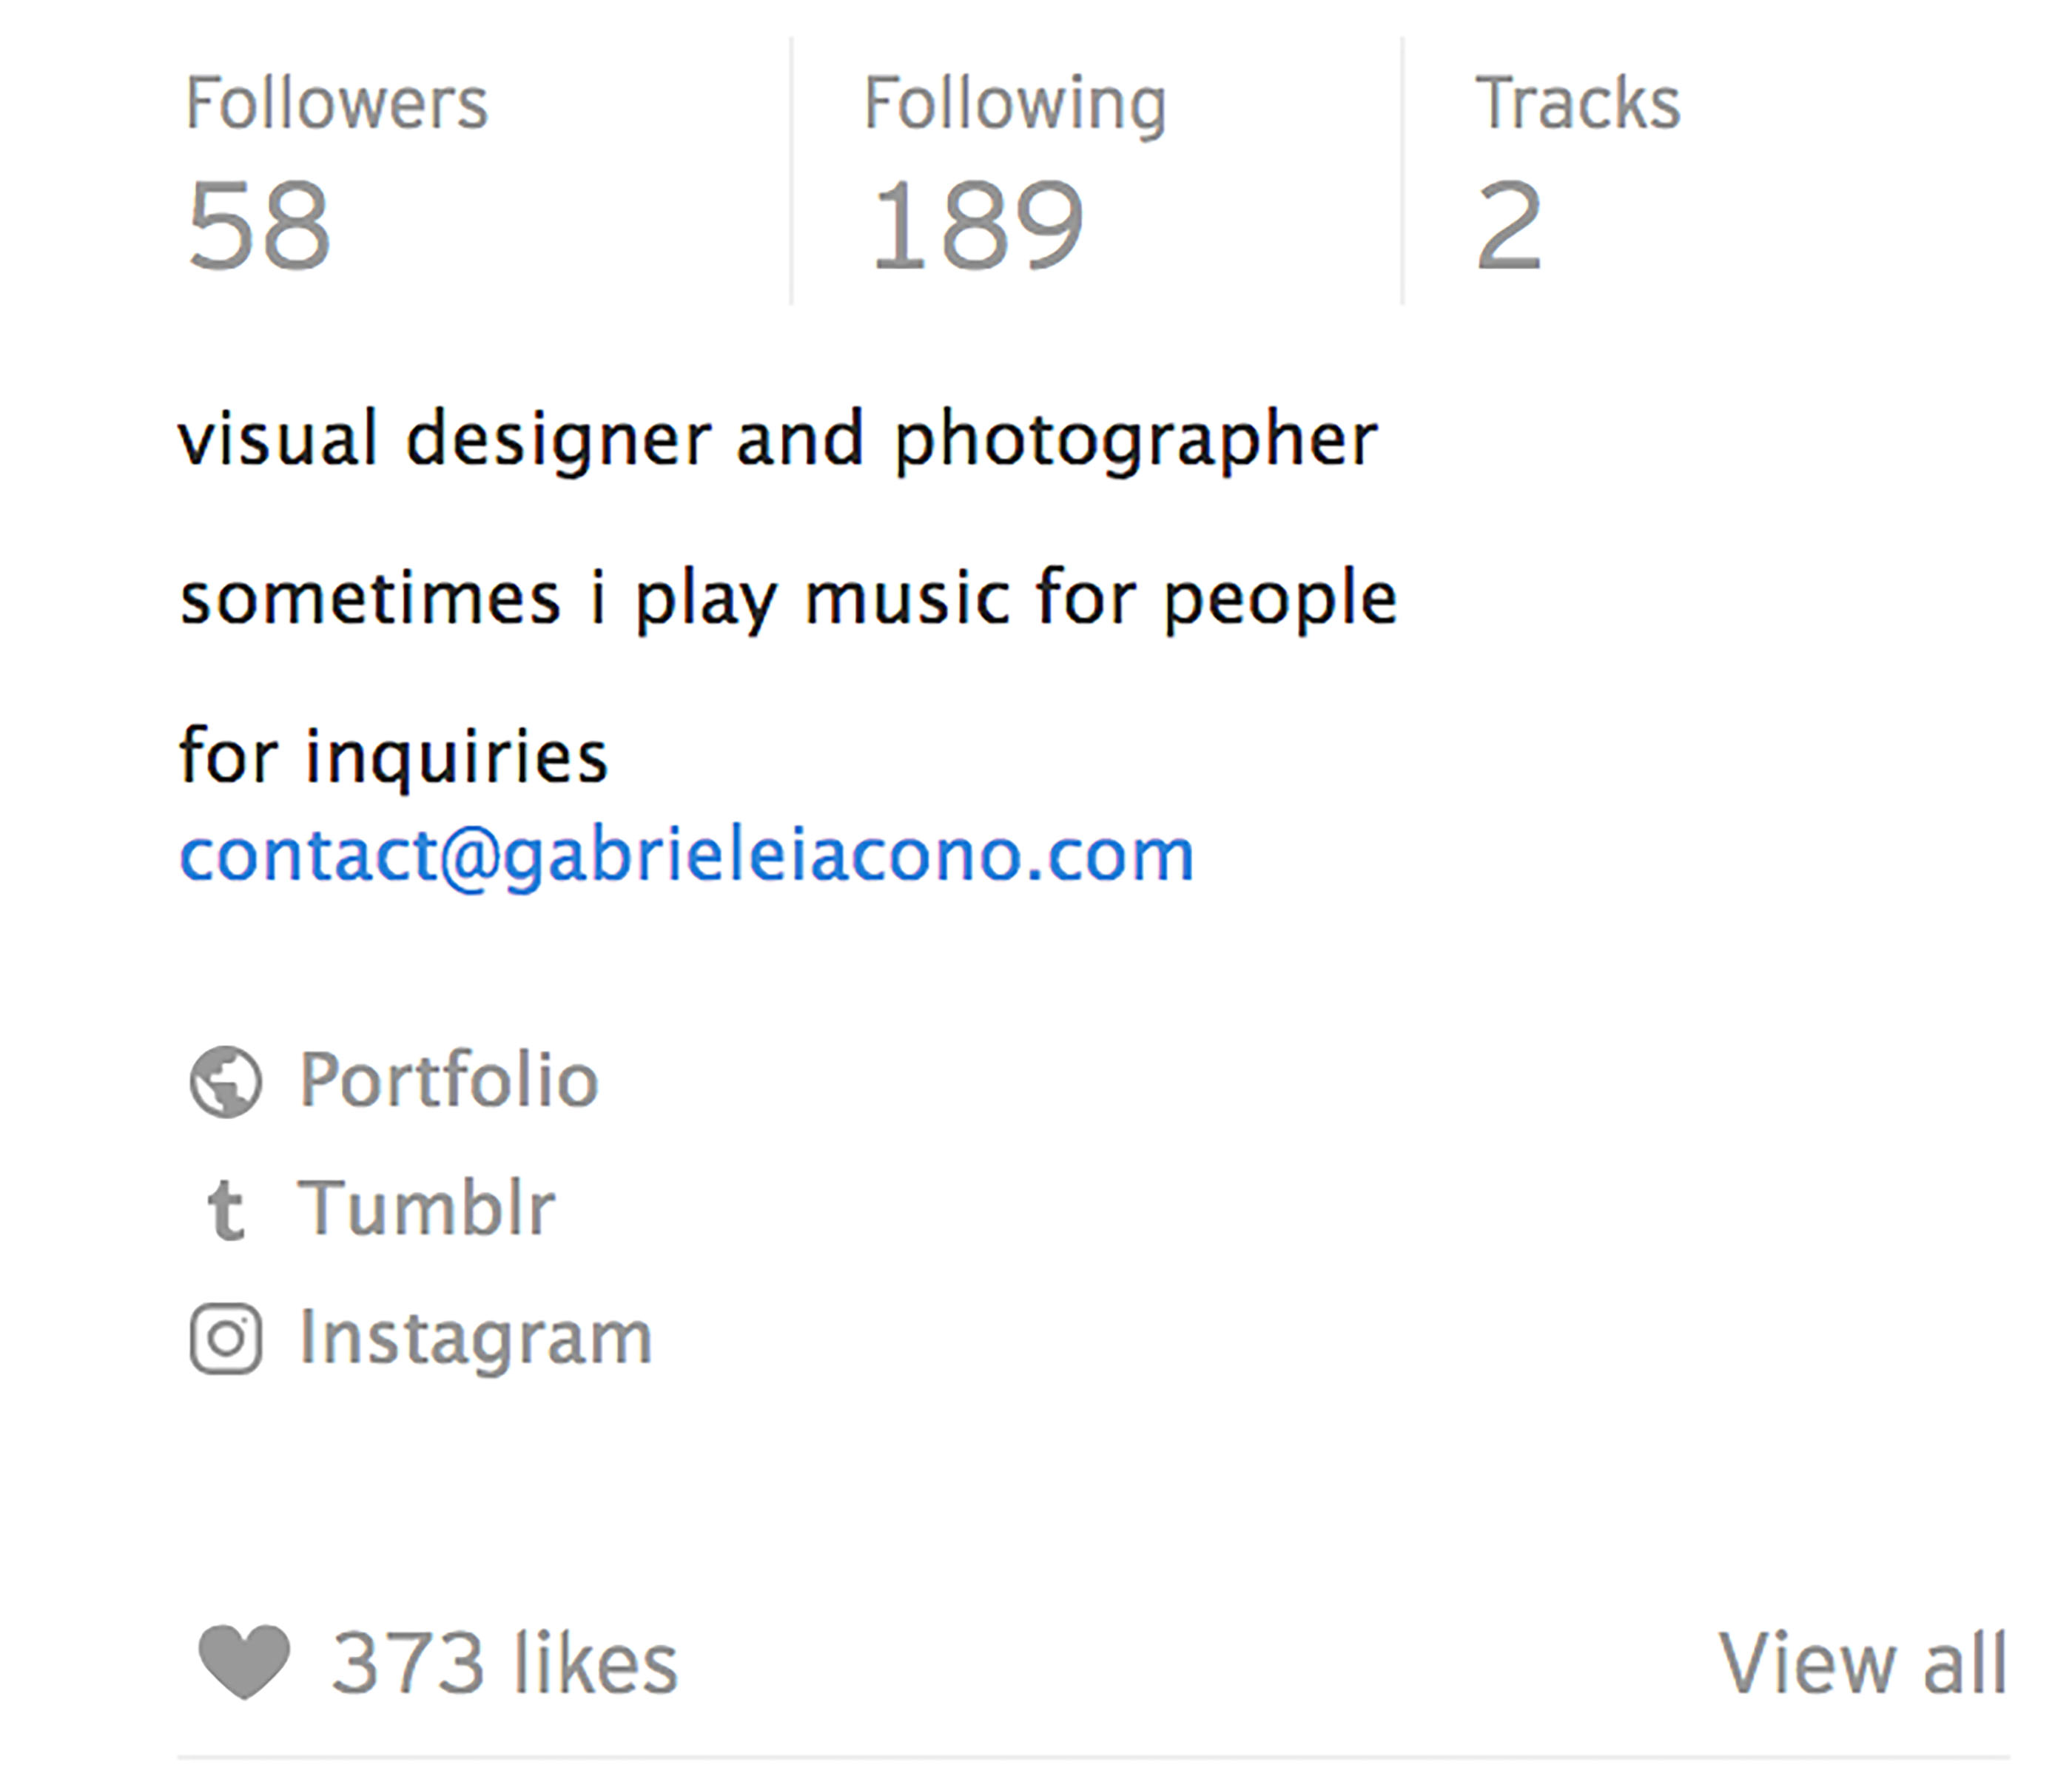 Followers Following Tracks
58 189 2
visual designer and photographer
sometimes i play music for people
for inquiries
contact@gabrieleiacono.com
Portfolio
t Tumblr
Instagram
373 likes View all